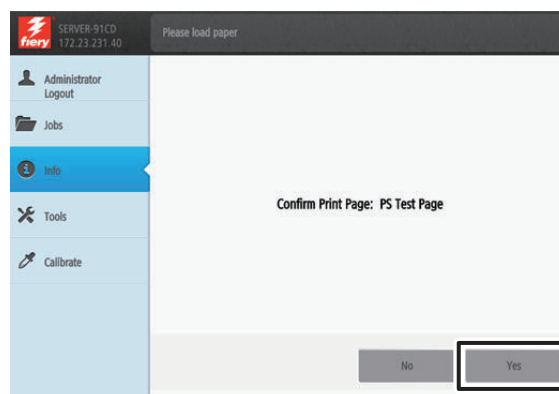 fiery
SERVER-91CD
172.23.231.40
Please load paper
Administrator
Logout
Jobs
Info
Tools
Calibrate
Confirm Print Page: PS Test Page
No
Yes